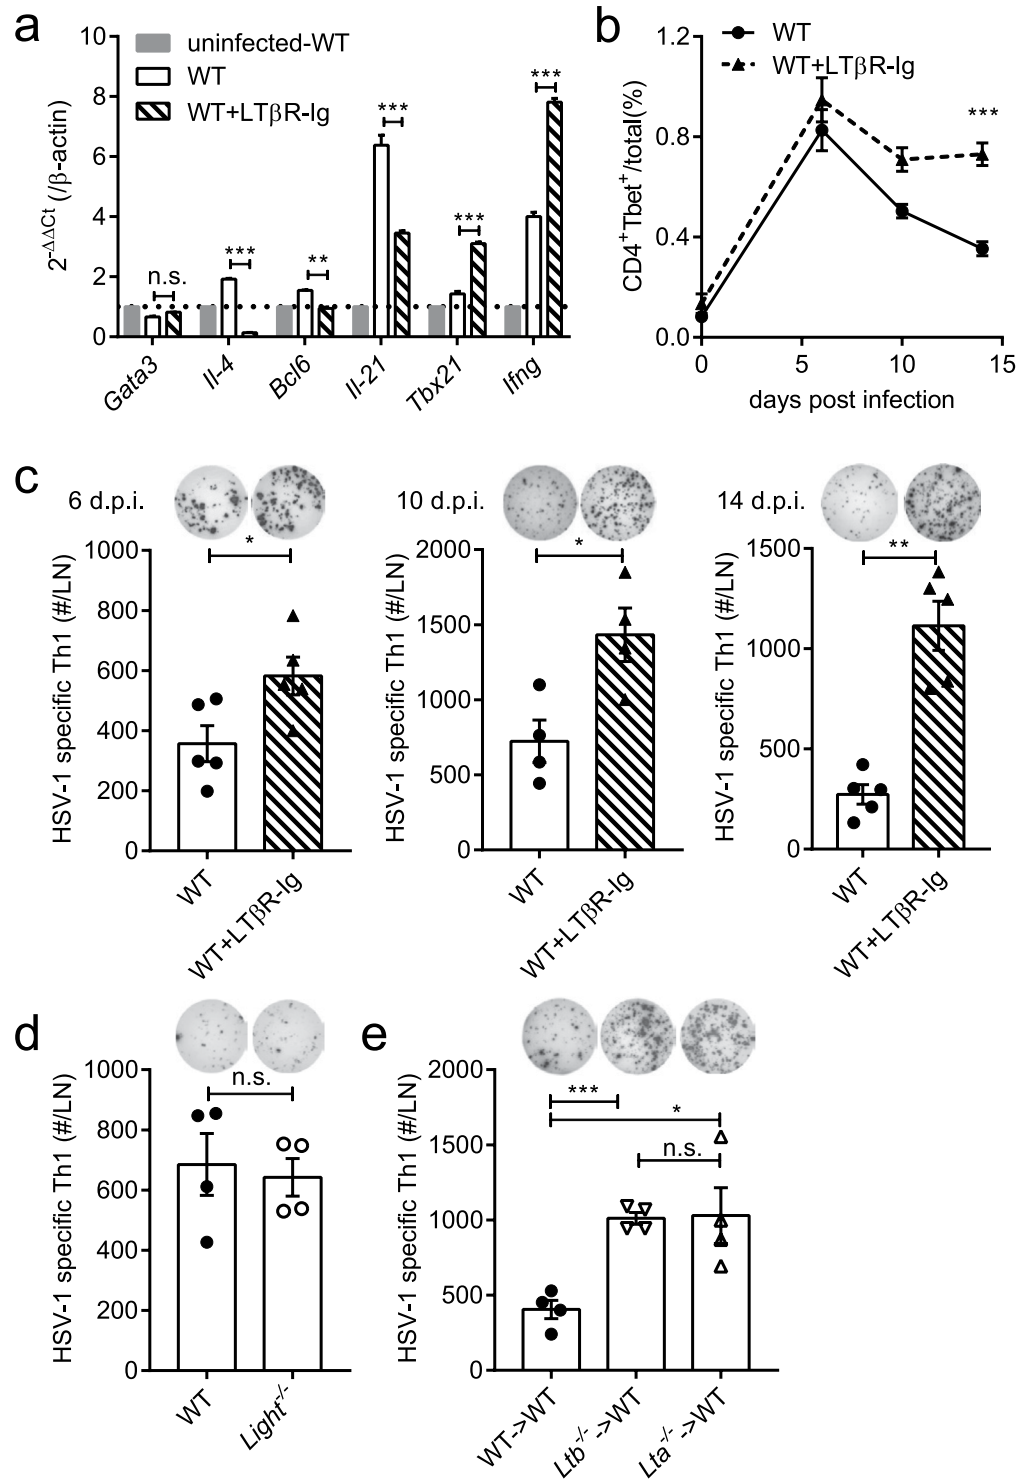 a
10
8
6
4
2
1
0
2-ΔΔCt (/β-actin)
uninfected-WT
WT
WT+LTβR-Ig
n.s.
***
**
***
***
***
Gata3
Il-4
Bcl6
Il-21
Tbx21
Ifng
b
1.2
0.8
0.4
0.0
CD4+Tbet+/total(%)
WT
WT+LTβR-Ig
***
0
5
10
15
days post infection
c
6 d.p.i.
*
1000
800
600
400
200
0
HSV-1 specific Th1 (#/LN)
WT
WT+LTβR-Ig
10 d.p.i.
*
2000
1500
1000
500
0
HSV-1 specific Th1 (#/LN)
WT
WT+LTβR-Ig
14 d.p.i.
**
1500
1000
500
0
HSV-1 specific Th1 (#/LN)
WT
WT+LTβR-Ig
d
n.s.
1000
800
600
400
200
0
HSV-1 specific Th1 (#/LN)
WT
Light-/-
e
***
*
n.s.
2000
1500
1000
500
0
HSV-1 specific Th1 (#/LN)
WT->WT
Ltb-/-->WT
Lta-/-->WT